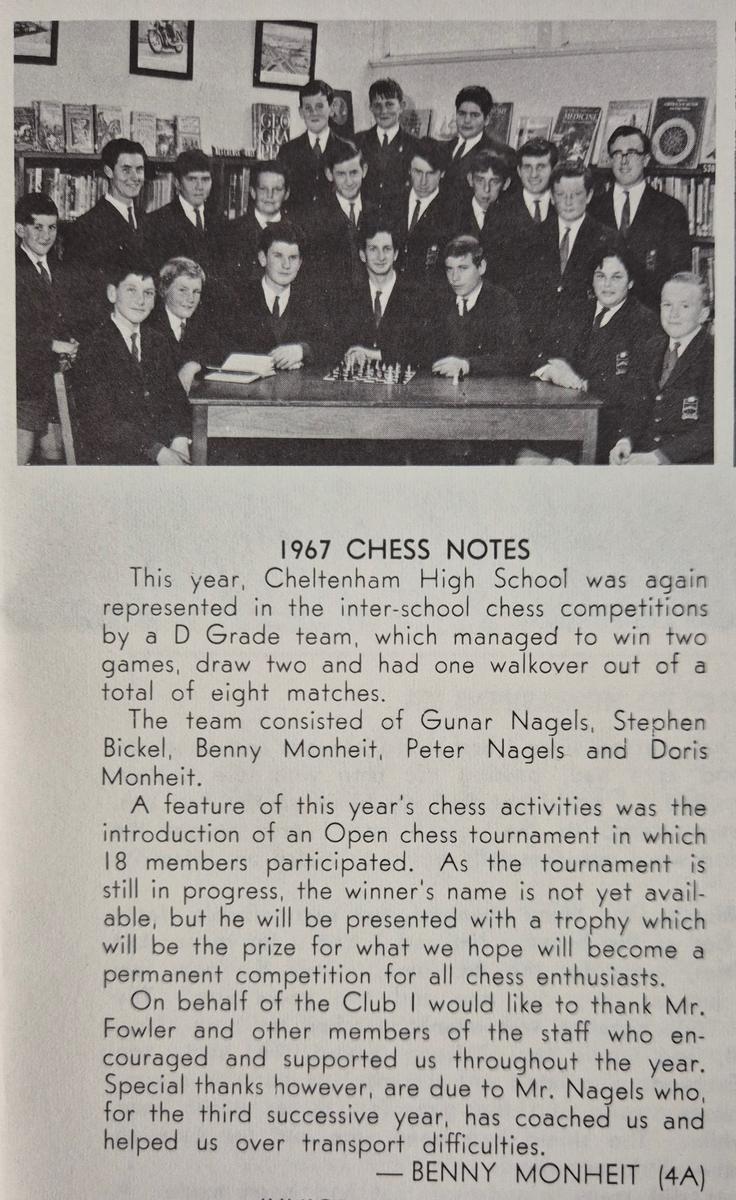 GEO
GRA
MEDICINE
1967 CHESS NOTES
This year, Cheltenham High School was again
represented in the inter-school chess competitions
by a D Grade team, which managed to win two
games, draw two and had one walkover out of a
total of eight matches.
The team consisted of Gunar Nagels, Stephen
Bickel, Benny Monheit, Peter Nagels and Doris
Monheit.
A feature of this year's chess activities was the
introduction of an Open chess tournament in which
18 members participated. As the tournament is
still in progress, the winner's name is not yet avail-
able, but he will be presented with a trophy which
will be the prize for what we hope will become a
permanent competition for all chess enthusiasts.
On behalf of the Club I would like to thank Mr.
Fowler and other members of the staff who en-
couraged and supported us throughout the year.
Special thanks however, are due to Mr. Nagels who,
for the third successive year, has coached us and
helped us over transport difficulties.
— BENNY MONHEIT (4A)